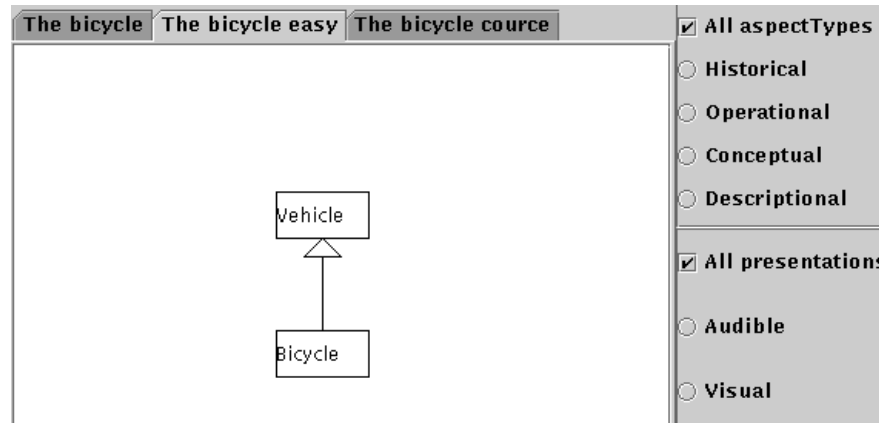 The bicycle
The bicycle easy
The bicycle cource
Vehicle
Bicycle
All aspectTypes
Historical
Operational
Conceptual
Descriptional
All presentations
Audible
Visual